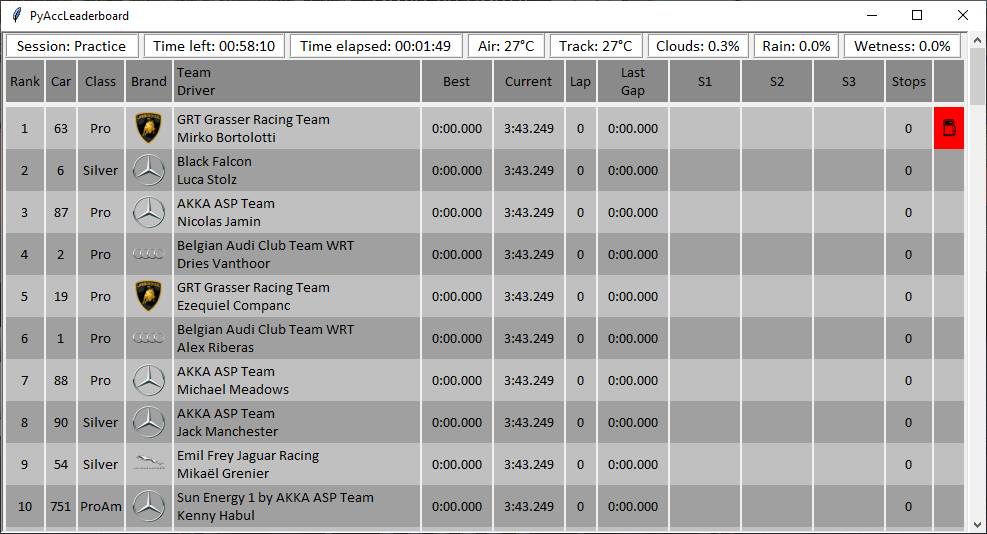 PyAccLeaderboard
Session: Practice Time left: 00:58:10 Time elapsed: 00:01:49 Air: 27°C Track: 27°C Clouds: 0.3% Rain: 0.0% Wetness: 0.0%
Rank Car Class Brand Team Driver Best Current Lap Last Gap S1 S2 S3 Stops
1 63 Pro GRT Grasser Racing Team 0:00.000 3:43.249 0 0:00.000 0
Mirko Bortolotti
2 6 Silver Black Falcon 0:00.000 3:43.249 0 0:00.000 0
Luca Stolz
3 87 Pro AKKA ASP Team 0:00.000 3:43.249 0 0:00.000 0
Nicolas Jamin
4 2 Pro Belgian Audi Club Team WRT 0:00.000 3:43.249 0 0:00.000 0
Dries Vanthoor
5 19 Pro GRT Grasser Racing Team 0:00.000 3:43.249 0 0:00.000 0
Ezequiel Companc
6 1 Pro Belgian Audi Club Team WRT 0:00.000 3:43.249 0 0:00.000 0
Alex Riberas
7 88 Pro AKKA ASP Team 0:00.000 3:43.249 0 0:00.000 0
Michael Meadows
8 90 Silver AKKA ASP Team 0:00.000 3:43.249 0 0:00.000 0
Jack Manchester
9 54 Silver Emil Frey Jaguar Racing 0:00.000 3:43.249 0 0:00.000 0
Mikaël Grenier
10 751 ProAm Sun Energy 1 by AKKA ASP Team 0:00.000 3:43.249 0 0:00.000 0
Kenny Habul